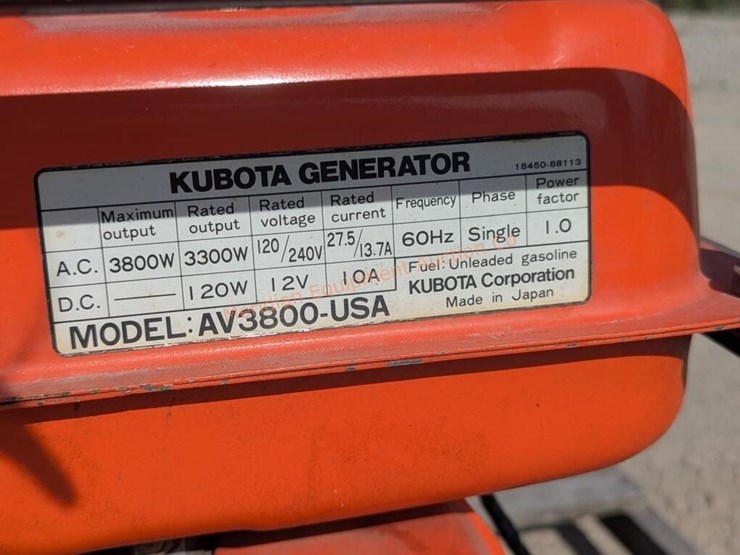 KUBOTA GENERATOR 18450-88113
Maximum output Rated output Rated voltage Rated current Frequency Phase Power factor
A.C. 3800W 3300W 120/240V 27.5/13.7A 60Hz Single 1.0
D.C. — 120W 12V 10A Fuel: Unleaded gasoline
KUBOTA Corporation
MODEL: AV3800-USA Made in Japan